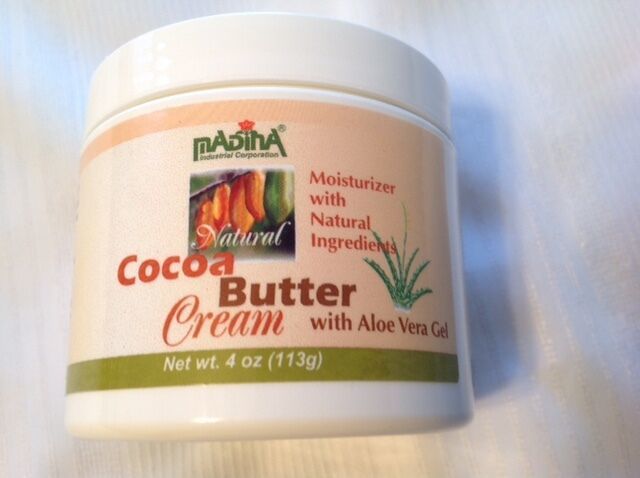 mADinA®
Industrial Corporation
Moisturizer
with
Natural
Ingredients
Natural
Cocoa
Butter
Cream with Aloe Vera Gel
Net wt. 4 oz (113g)